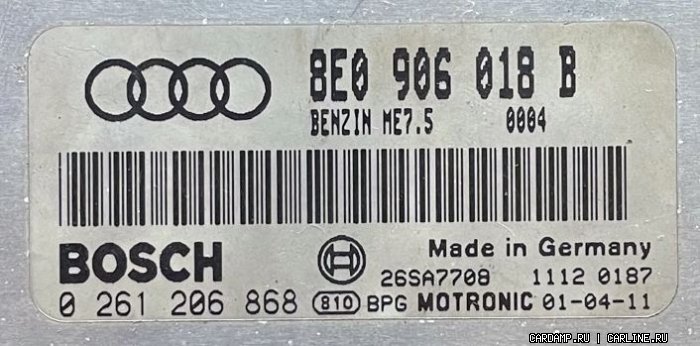 8E0 906 018 B
BENZIN ME7.5 0004
BOSCH Made in Germany
26SA7708 1112 0187
0 261 206 868 810 BPG MOTRONIC 01-04-11
CARDAMP.RU | CARLINE.RU